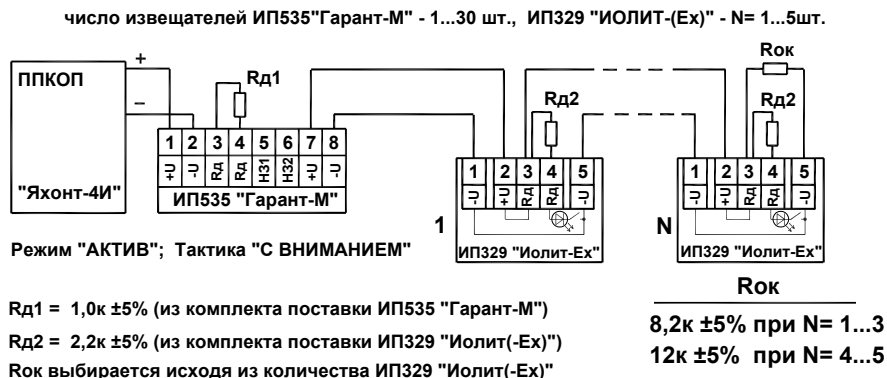 число извещателей ИП535"Гарант-М" - 1...30 шт., ИП329 "ИОЛИТ-(Ex)" - N= 1...5шт.
ППКОП
"Яхонт-4И"
+
–
Rд1
1 2 3 4 5 6 7 8
+U -U Rд Rд НЗ1 НЗ2 +U -U
ИП535 "Гарант-М"
Rд2
1 2 3 4 5
-U +U Rд Rд -U
1
ИП329 "Иолит-Ex"
Rок
Rд2
1 2 3 4 5
-U +U Rд Rд -U
N
ИП329 "Иолит-Ex"
Режим "АКТИВ"; Тактика "С ВНИМАНИЕМ"
Rд1 = 1,0к ±5% (из комплекта поставки ИП535 "Гарант-М")
Rд2 = 2,2к ±5% (из комплекта поставки ИП329 "Иолит(-Ex)")
Rок выбирается исходя из количества ИП329 "Иолит(-Ex)"
Rок
8,2к ±5% при N= 1...3
12к ±5% при N= 4...5